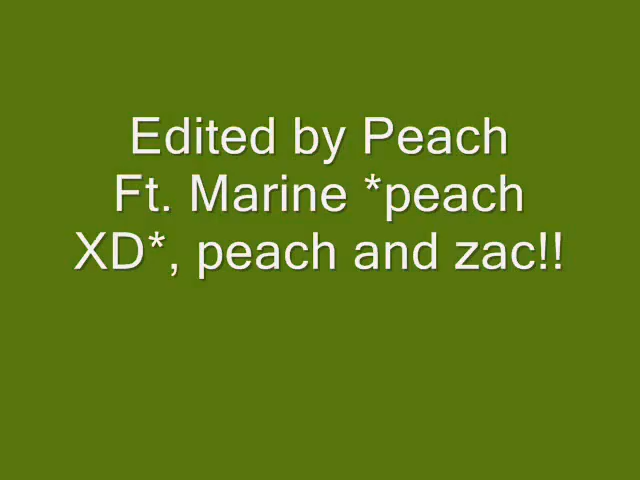 Edited by Peach
Ft. Marine *peach
XD*, peach and zac!!